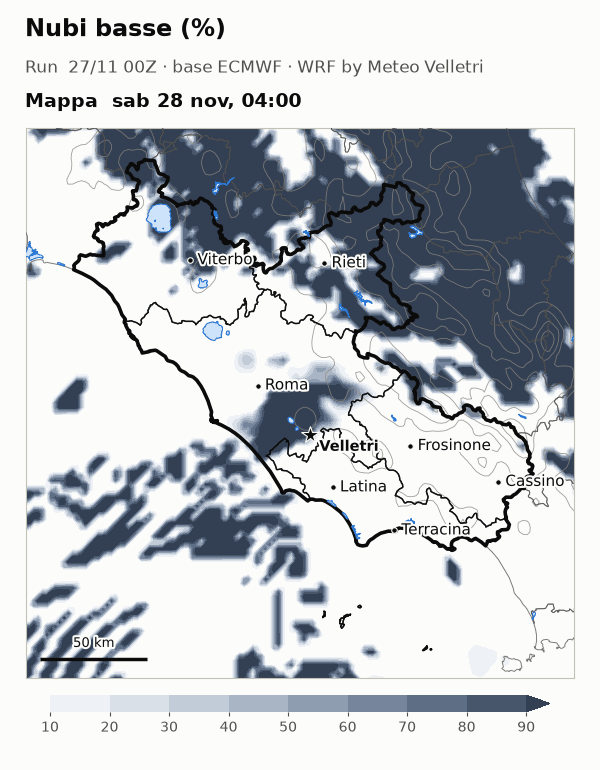 Nubi basse (%)
Run  27/11 00Z · base ECMWF · WRF by Meteo Velletri
Mappa  sab 28 nov, 04:00
Viterbo
Rieti
Roma
Velletri
Frosinone
Cassino
Latina
Terracina
50 km
10 20 30 40 50 60 70 80 90